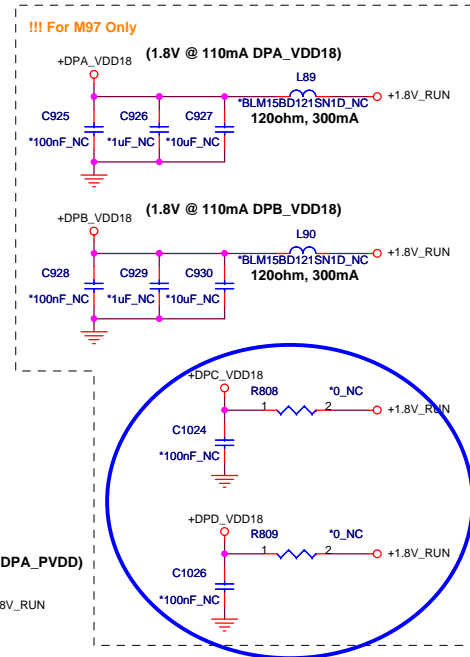 !!! For M97 Only
(1.8V @ 110mA DPA_VDD18)
+DPA_VDD18
L89
*BLM15BD121SN1D_NC
+1.8V_RUN
120ohm, 300mA
C925
C926
C927
*100nF_NC
*1uF_NC
*10uF_NC
(1.8V @ 110mA DPB_VDD18)
+DPB_VDD18
L90
*BLM15BD121SN1D_NC
+1.8V_RUN
120ohm, 300mA
C928
C929
C930
*100nF_NC
*1uF_NC
*10uF_NC
+DPC_VDD18
R808
*0_NC
1
2
+1.8V_RUN
C1024
*100nF_NC
+DPD_VDD18
R809
*0_NC
1
2
+1.8V_RUN
C1026
*100nF_NC
DPA_PVDD)
8V_RUN